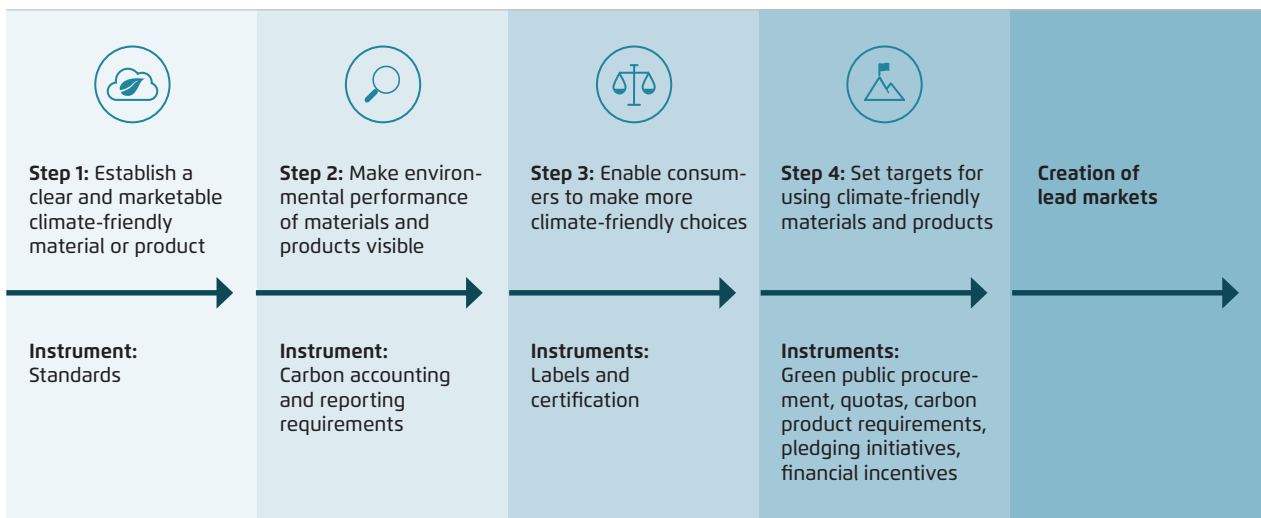 Step 1: Establish a
clear and marketable
climate-friendly
material or product
Step 2: Make environ-
mental performance
of materials and
products visible
Step 3: Enable consum-
ers to make more
climate-friendly choices
Step 4: Set targets for
using climate-friendly
materials and products
Creation of
lead markets
Instrument:
Standards
Instrument:
Carbon accounting
and reporting
requirements
Instruments:
Labels and
certification
Instruments:
Green public procure-
ment, quotas, carbon
product requirements,
pledging initiatives,
financial incentives